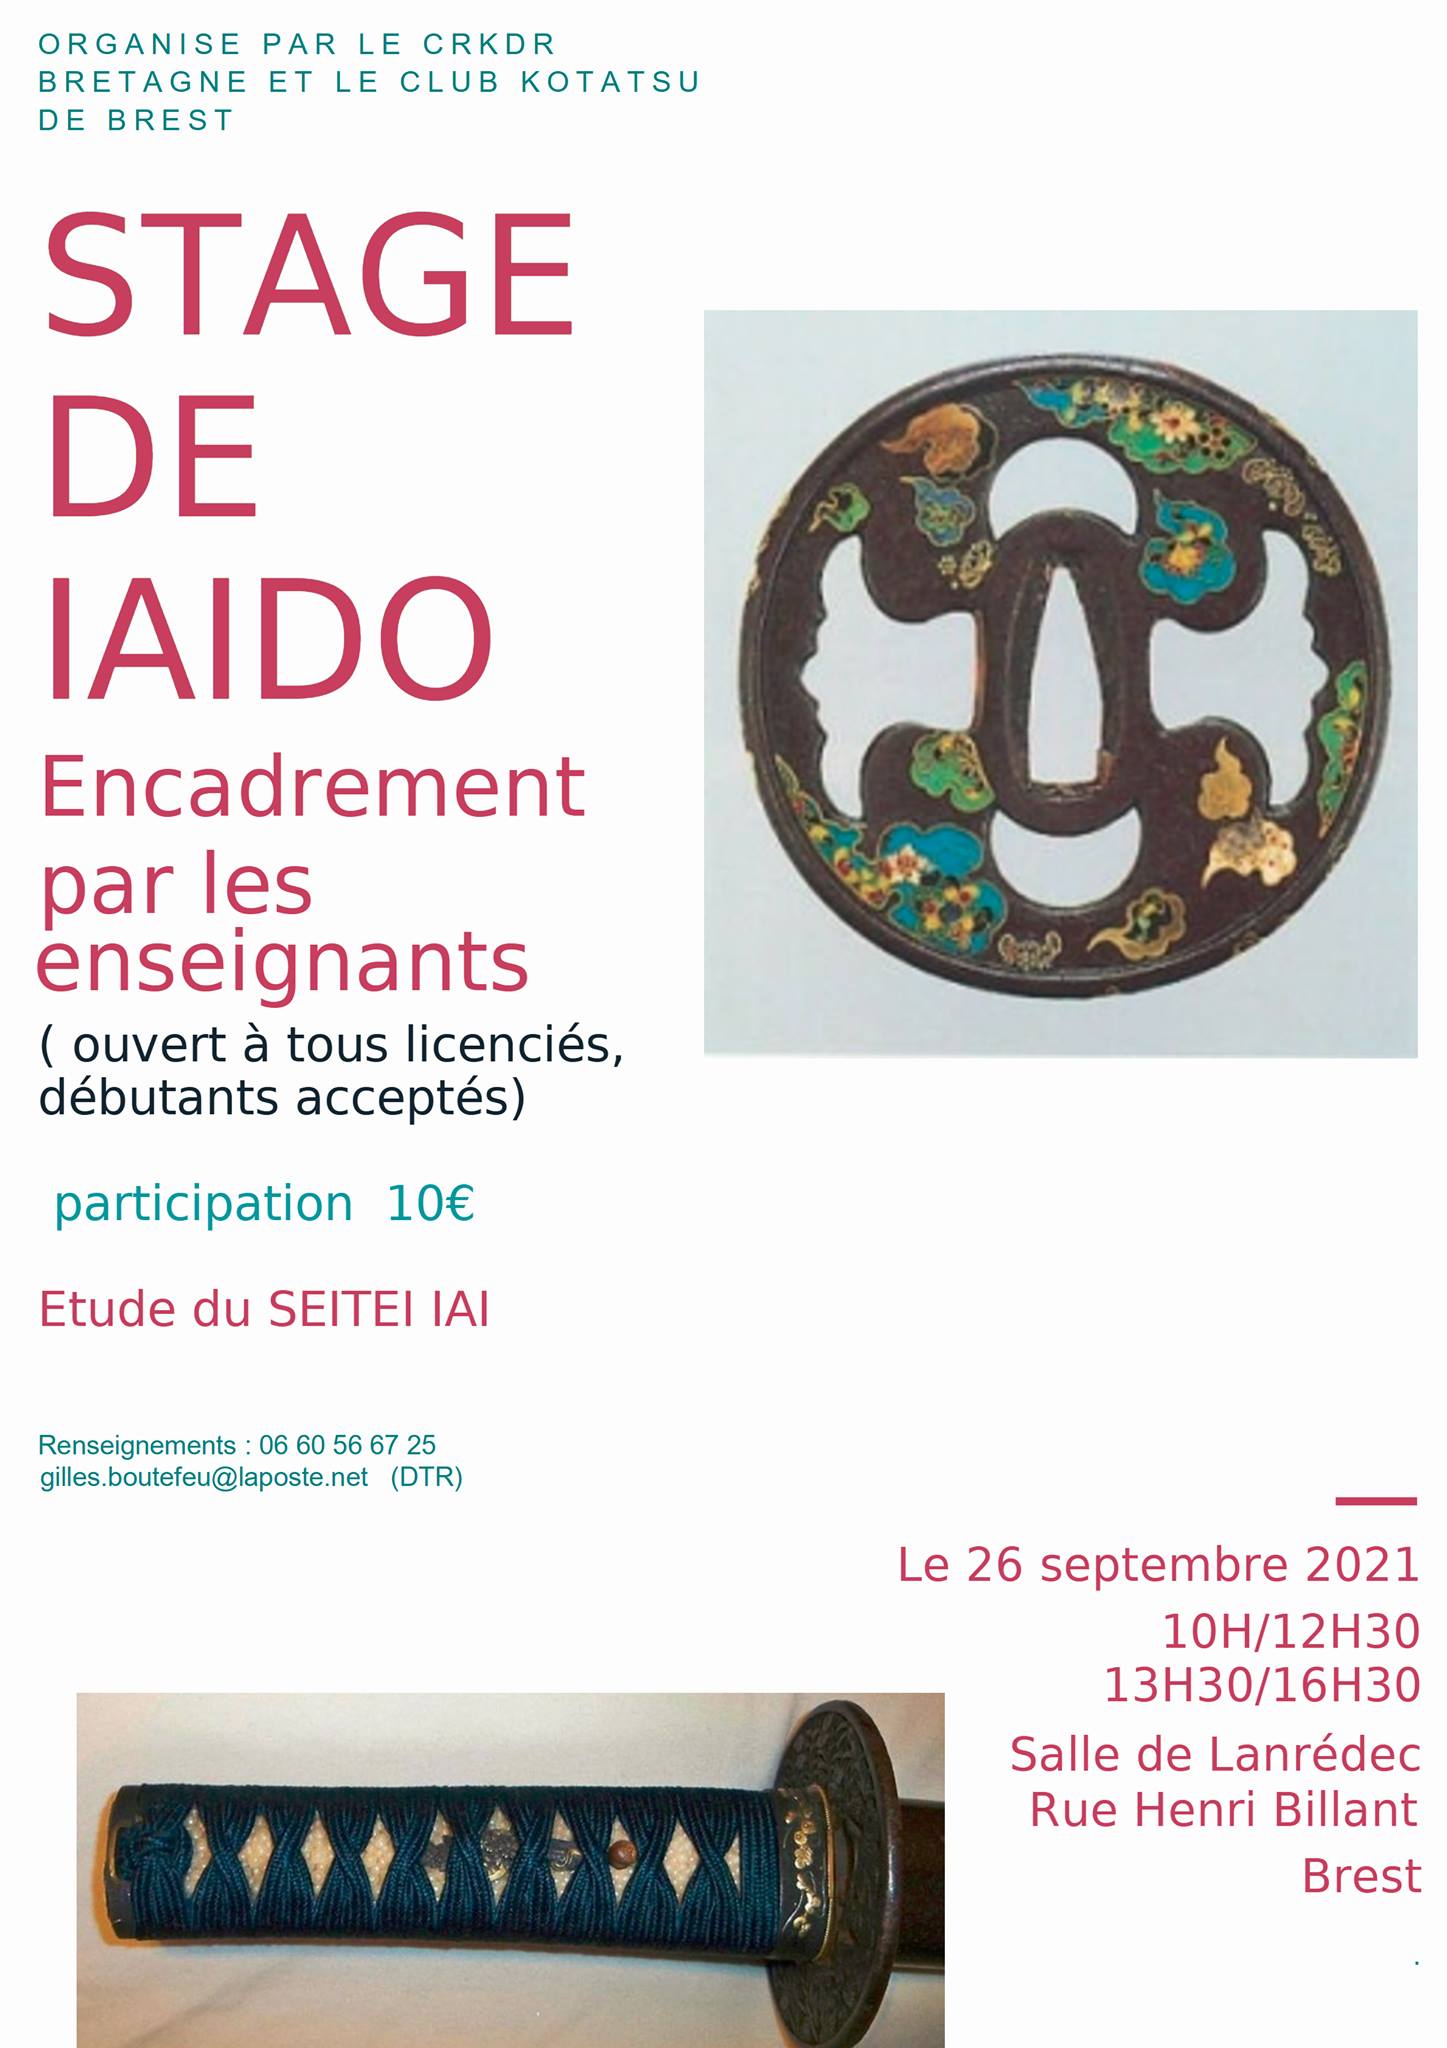 ORGANISE PAR LE CRKDR
BRETAGNE ET LE CLUB KOTATSU
DE BREST
STAGE
DE
IAIDO
Encadrement
par les
enseignants
( ouvert à tous licenciés,
débutants acceptés)
participation 10€
Etude du SEITEI IAI
Renseignements : 06 60 56 67 25
gilles.boutefeu@laposte.net (DTR)
Le 26 septembre 2021
10H/12H30
13H30/16H30
Salle de Lanrédec
Rue Henri Billant
Brest
.